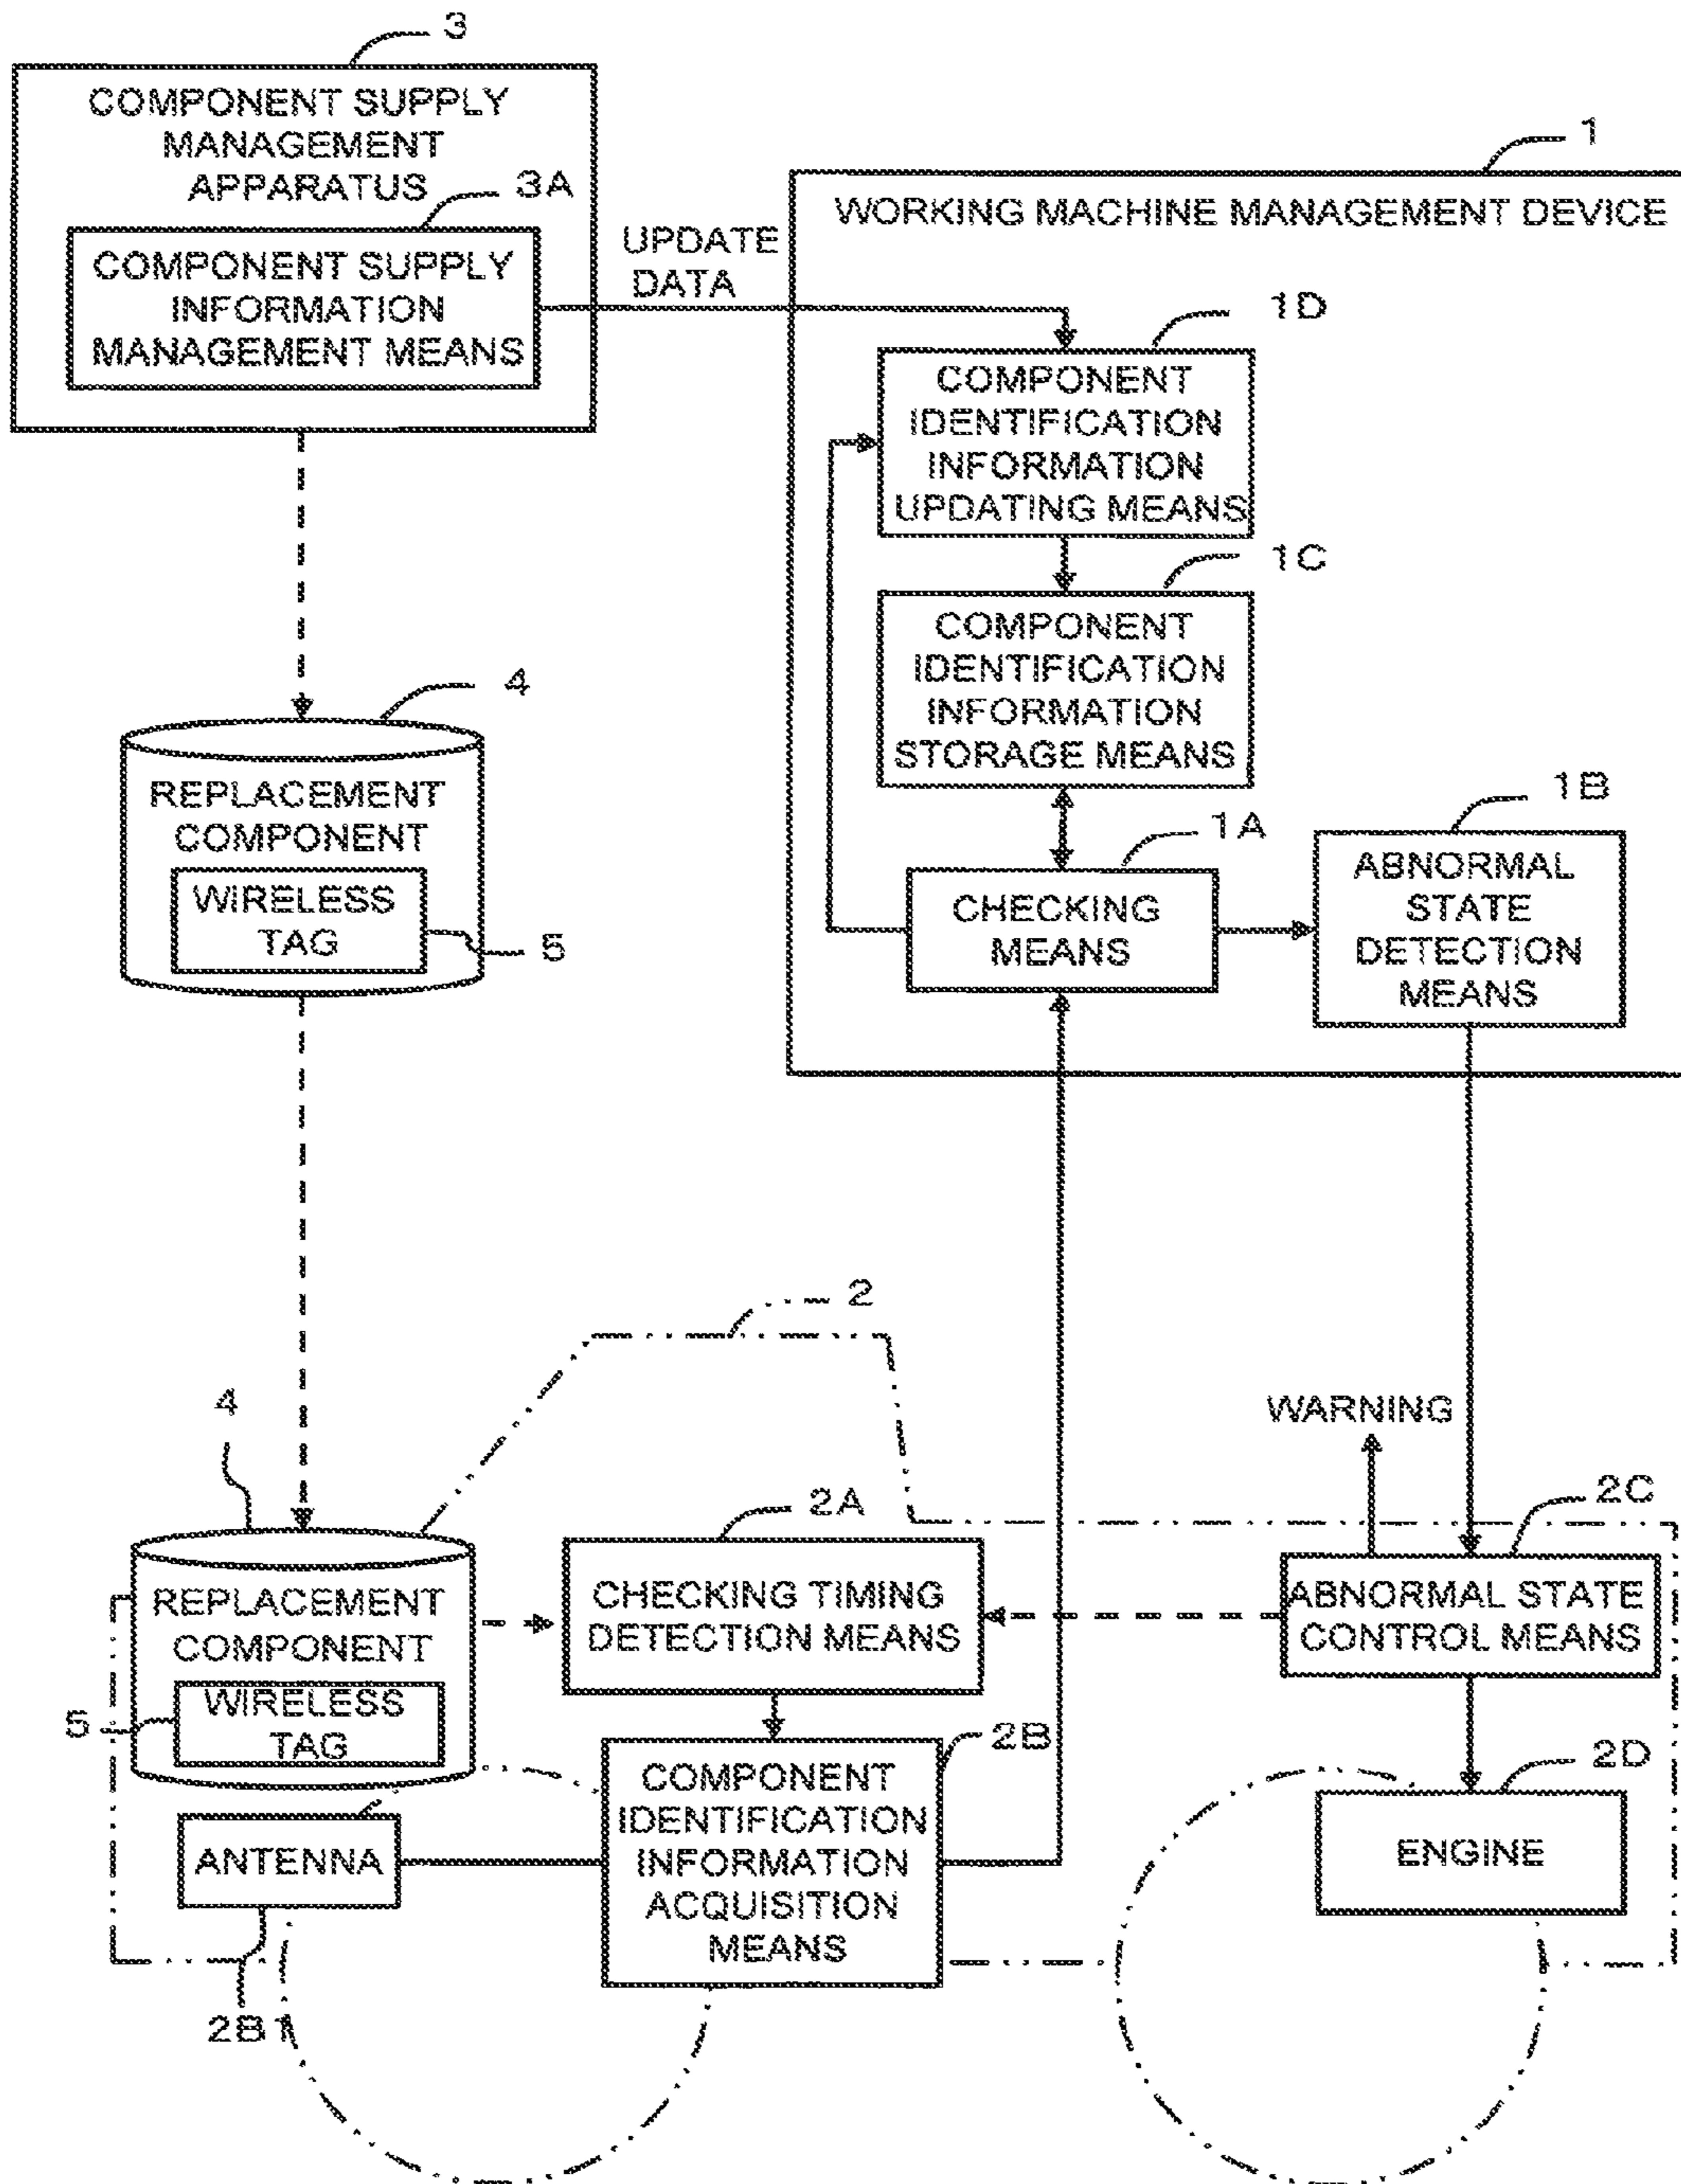 3
COMPONENT SUPPLY
MANAGEMENT
APPARATUS
3A
COMPONENT SUPPLY
INFORMATION
MANAGEMENT MEANS
UPDATE
DATA
1
WORKING MACHINE MANAGEMENT DEVICE
1D
COMPONENT
IDENTIFICATION
INFORMATION
UPDATING MEANS
1C
COMPONENT
IDENTIFICATION
INFORMATION
STORAGE MEANS
4
REPLACEMENT
COMPONENT
WIRELESS
TAG
5
1A
CHECKING
MEANS
1B
ABNORMAL
STATE
DETECTION
MEANS
2
WARNING
4
REPLACEMENT
COMPONENT
WIRELESS
TAG
5
2A
CHECKING TIMING
DETECTION MEANS
2C
ABNORMAL STATE
CONTROL MEANS
2B
COMPONENT
IDENTIFICATION
INFORMATION
ACQUISITION
MEANS
2D
ENGINE
ANTENNA
2B1